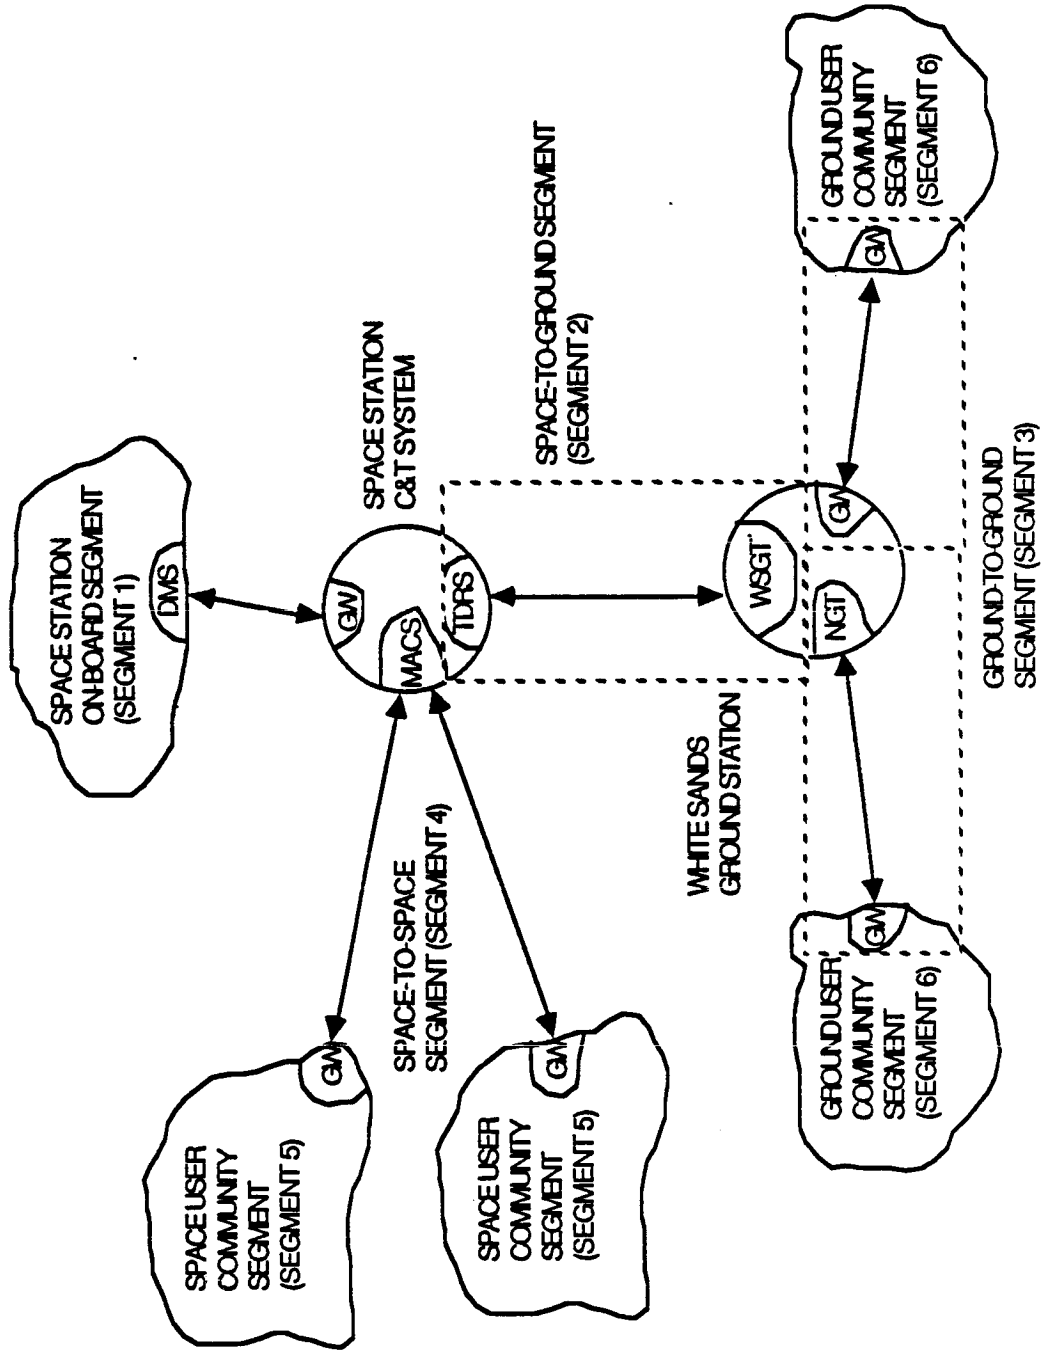 SPACE STATION
ON-BOARD SEGMENT
(SEGMENT 1)
DMS
SPACE STATION
C&T SYSTEM
GW
MACS
TDRS
SPACE USER
COMMUNITY
SEGMENT
(SEGMENT 5)
GW
SPACE-TO-SPACE
SEGMENT (SEGMENT 4)
SPACE USER
COMMUNITY
SEGMENT
(SEGMENT 5)
GW
SPACE-TO-GROUND SEGMENT
(SEGMENT 2)
WHITE SANDS
GROUND STATION
WSGT
NGT
GW
GROUND USER
COMMUNITY
SEGMENT
(SEGMENT 6)
GW
GROUND USER
COMMUNITY
SEGMENT
(SEGMENT 6)
GW
GROUND-TO-GROUND
SEGMENT (SEGMENT 3)